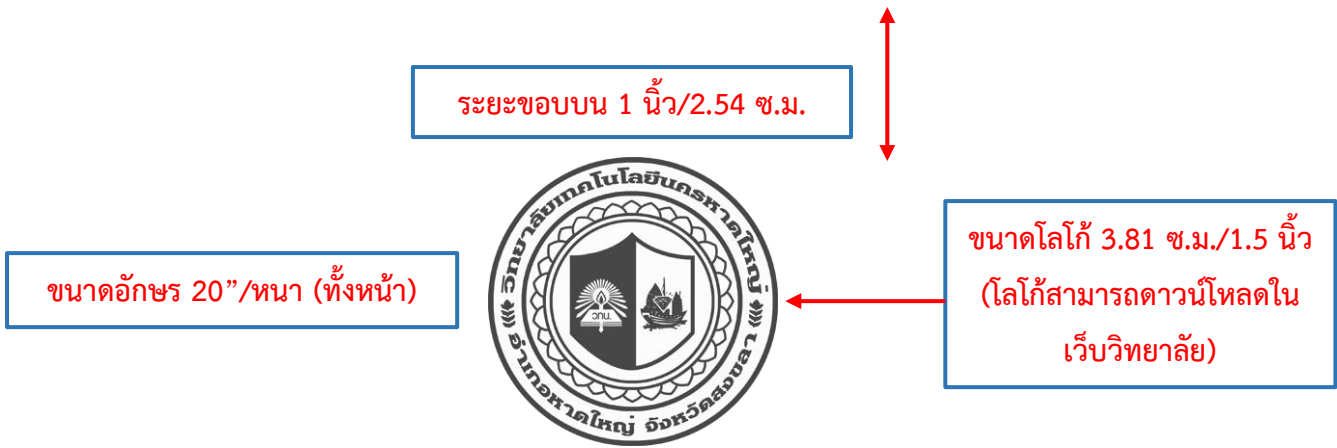 ระยะขอบบน 1 นิ้ว/2.54 ซ.ม.
วิทยาลัยเทคโนโลยีนครหาดใหญ่
ขนาดโลโก้ 3.81 ซ.ม./1.5 นิ้ว
(โลโก้สามารถดาวน์โหลดใน
เว็บวิทยาลัย)
ขนาดอักษร 20”/หนา (ทั้งหน้า)
วทน.
อำเภอหาดใหญ่ จังหวัดสงขลา